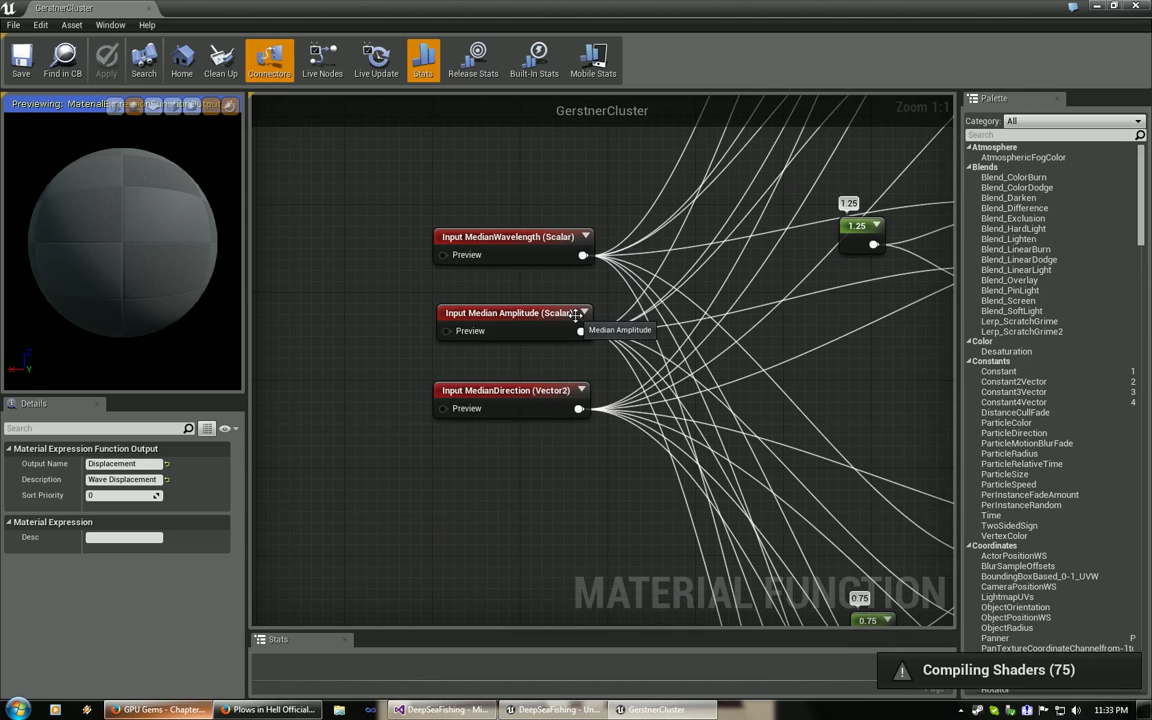 GerstnerCluster
File Edit Asset Window Help
Save Find in CB Apply Search Home Clean Up Connectors Live Nodes Live Update Stats Release Stats Built-In Stats Mobile Stats
Previewing:
GerstnerCluster
Zoom 1:1
Input MedianWavelength (Scalar)
Preview
Input Median Amplitude (Scalar)
Preview
Median Amplitude
Input MedianDirection (Vector2)
Preview
1.25
1.25
0.75
0.75
MATERIAL FUNCTION
X Y Z
Details
Search
Material Expression Function Output
Output Name Displacement
Description Wave Displacement
Sort Priority 0
Material Expression
Desc
Stats
Palette
Category: All
Search
Atmosphere
AtmosphericFogColor
Blends
Blend_ColorBurn
Blend_ColorDodge
Blend_Darken
Blend_Difference
Blend_Exclusion
Blend_HardLight
Blend_Lighten
Blend_LinearBurn
Blend_LinearDodge
Blend_LinearLight
Blend_Overlay
Blend_PinLight
Blend_Screen
Blend_SoftLight
Lerp_ScratchGrime
Lerp_ScratchGrime2
Color
Desaturation
Constants
Constant 1
Constant2Vector 2
Constant3Vector 3
Constant4Vector 4
DistanceCullFade
ParticleColor
ParticleDirection
ParticleMotionBlurFade
ParticleRadius
ParticleRelativeTime
ParticleSize
ParticleSpeed
PerInstanceFadeAmount
PerInstanceRandom
Time
TwoSidedSign
VertexColor
Coordinates
ActorPositionWS
BlurSampleOffsets
BoundingBoxBased_0-1_UVW
CameraPositionWS
LightmapUVs
ObjectOrientation
ObjectPositionWS
ObjectRadius
Panner P
Rotator
Compiling Shaders (75)
GPU Gems - Chapter... Plows in Hell Official... DeepSeaFishing - Mi... DeepSeaFishing - Un... GerstnerCluster 11:33 PM